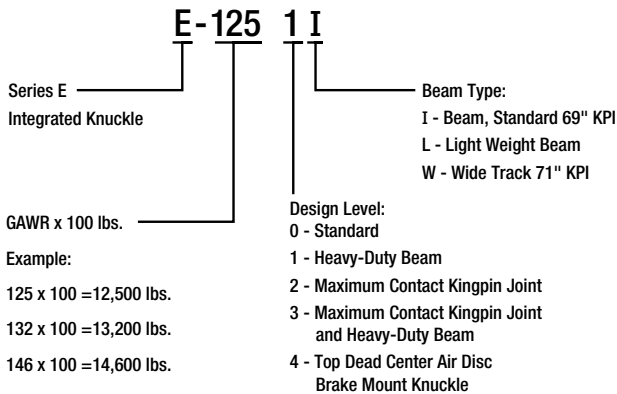 E-125 1 I
Series E
Integrated Knuckle
GAWR x 100 lbs.
Example:
125 x 100 =12,500 lbs.
132 x 100 =13,200 lbs.
146 x 100 =14,600 lbs.
Beam Type:
I - Beam, Standard 69" KPI
L - Light Weight Beam
W - Wide Track 71" KPI
Design Level:
0 - Standard
1 - Heavy-Duty Beam
2 - Maximum Contact Kingpin Joint
3 - Maximum Contact Kingpin Joint
and Heavy-Duty Beam
4 - Top Dead Center Air Disc
Brake Mount Knuckle